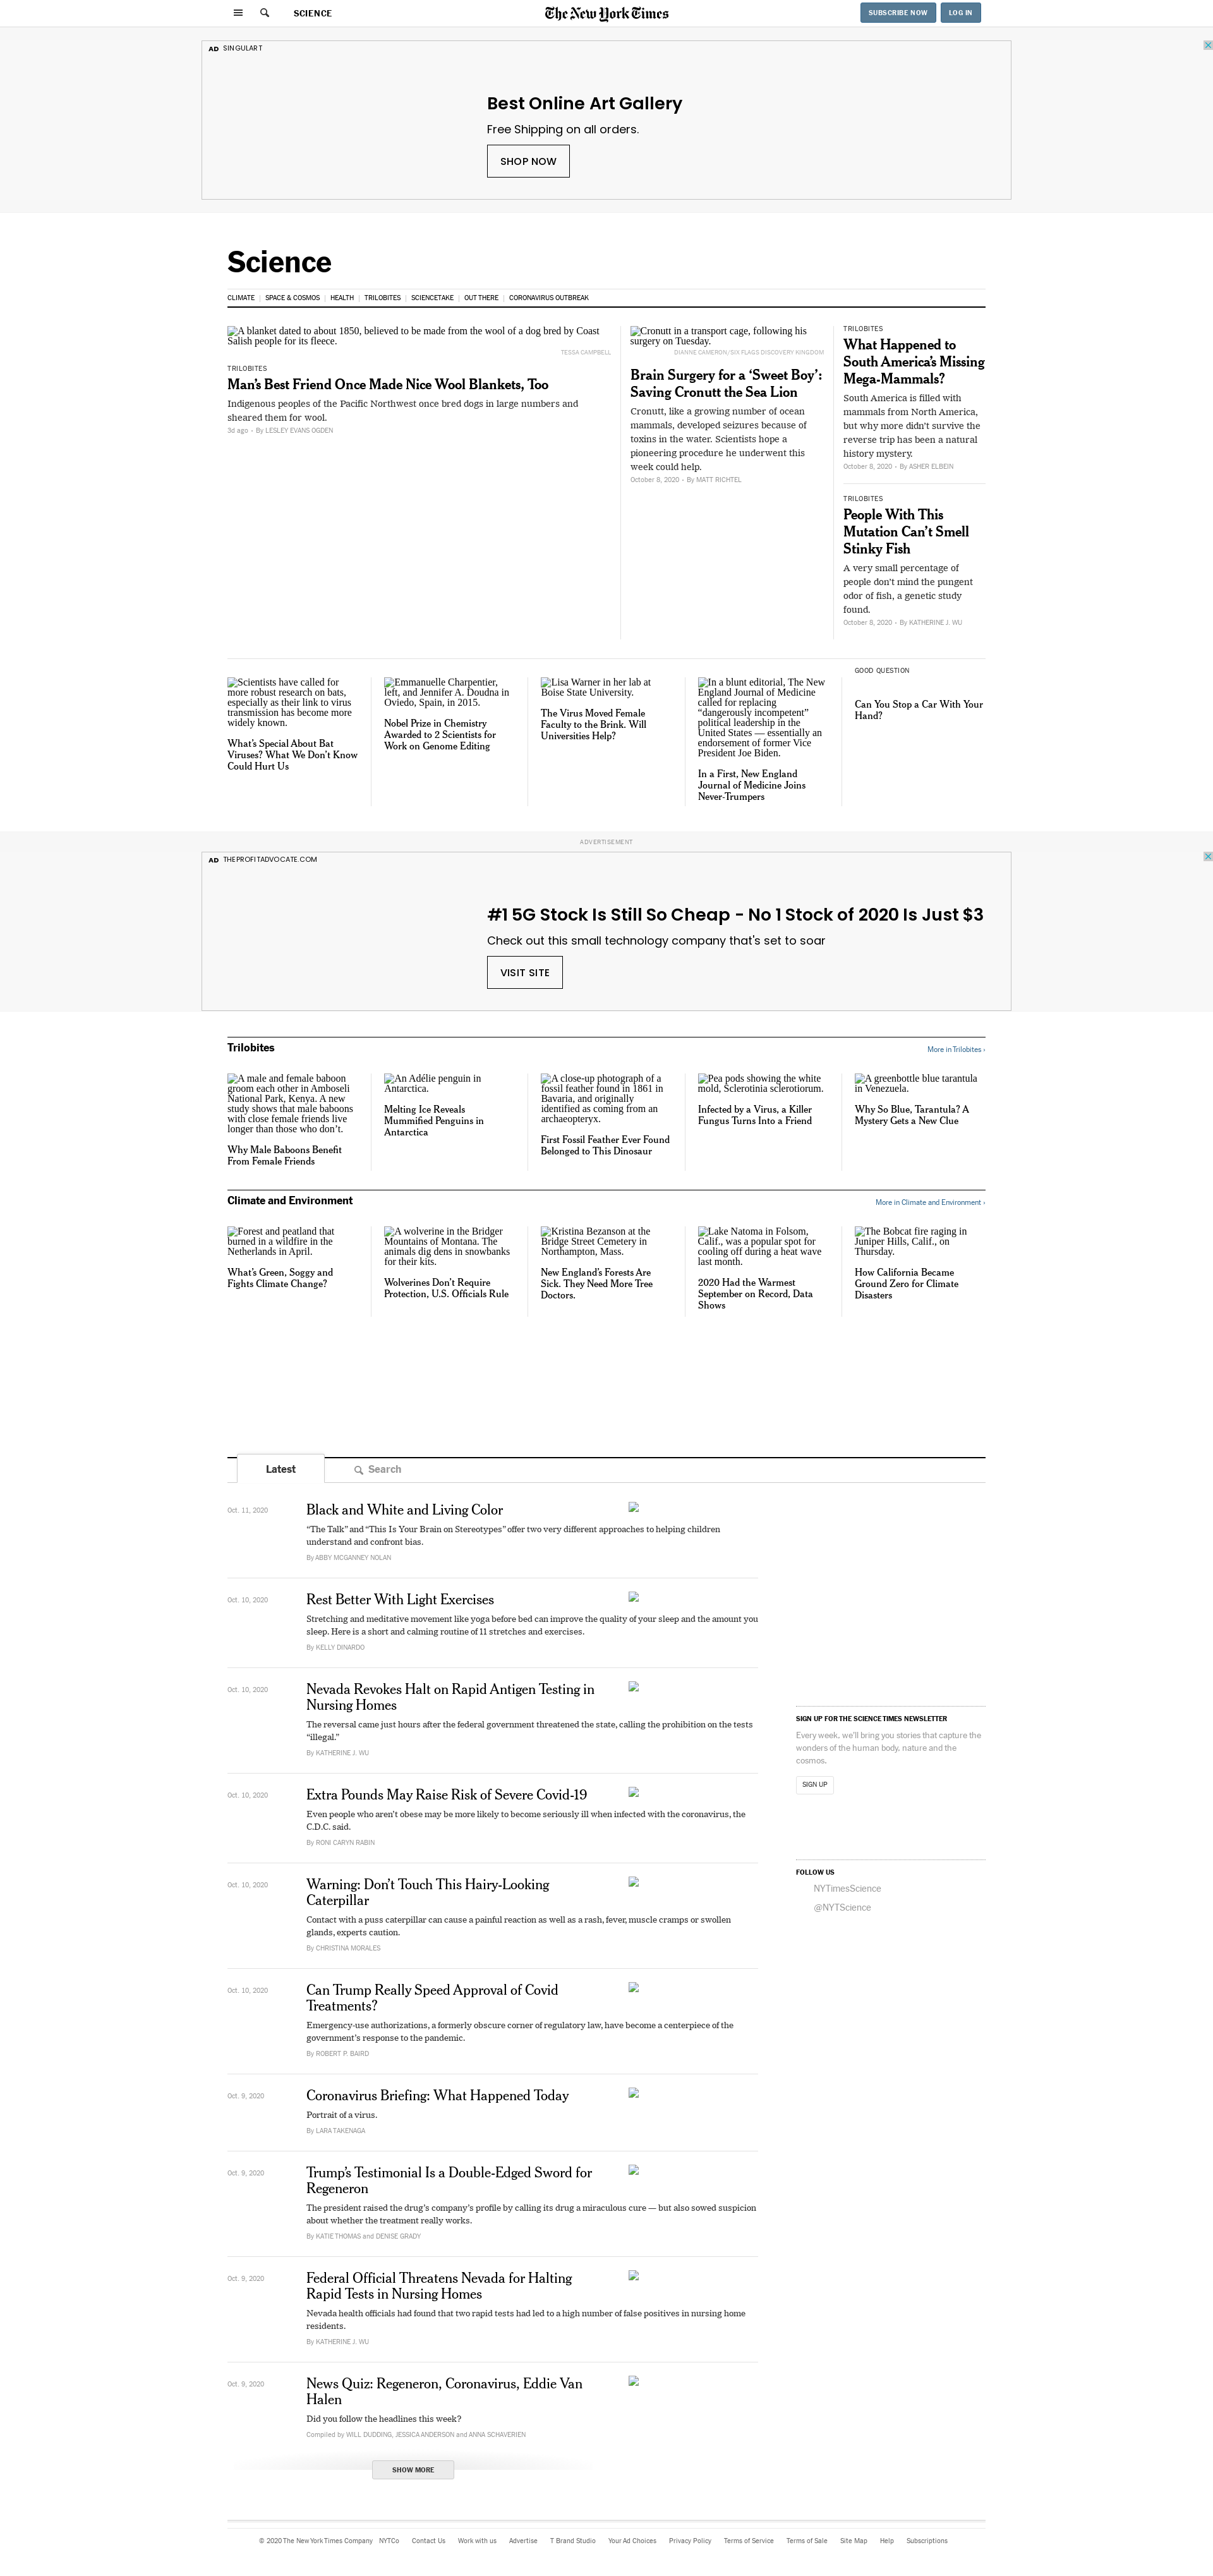 SCIENCE
The New York Times
SUBSCRIBE NOW
LOG IN
AD SINGULART
Best Online Art Gallery
Free Shipping on all orders.
SHOP NOW
Science
CLIMATE
SPACE & COSMOS
HEALTH
TRILOBITES
SCIENCETAKE
OUT THERE
CORONAVIRUS OUTBREAK
A blanket dated to about 1850, believed to be made from the wool of a dog bred by Coast
Salish people for its fleece.
TESSA CAMPBELL
TRILOBITES
Man’s Best Friend Once Made Nice Wool Blankets, Too
Indigenous peoples of the Pacific Northwest once bred dogs in large numbers and
sheared them for wool.
3d ago - By LESLEY EVANS OGDEN
Cronutt in a transport cage, following his
surgery on Tuesday.
DIANNE CAMERON/SIX FLAGS DISCOVERY KINGDOM
Brain Surgery for a ‘Sweet Boy’:
Saving Cronutt the Sea Lion
Cronutt, like a growing number of ocean
mammals, developed seizures because of
toxins in the water. Scientists hope a
pioneering procedure he underwent this
week could help.
October 8, 2020 - By MATT RICHTEL
TRILOBITES
What Happened to
South America’s Missing
Mega-Mammals?
South America is filled with
mammals from North America,
but why more didn’t survive the
reverse trip has been a natural
history mystery.
October 8, 2020 - By ASHER ELBEIN
TRILOBITES
People With This
Mutation Can’t Smell
Stinky Fish
A very small percentage of
people don’t mind the pungent
odor of fish, a genetic study
found.
October 8, 2020 - By KATHERINE J. WU
Scientists have called for
more robust research on bats,
especially as their link to virus
transmission has become more
widely known.
What’s Special About Bat
Viruses? What We Don’t Know
Could Hurt Us
Emmanuelle Charpentier,
left, and Jennifer A. Doudna in
Oviedo, Spain, in 2015.
Nobel Prize in Chemistry
Awarded to 2 Scientists for
Work on Genome Editing
Lisa Warner in her lab at
Boise State University.
The Virus Moved Female
Faculty to the Brink. Will
Universities Help?
In a blunt editorial, The New
England Journal of Medicine
called for replacing
“dangerously incompetent”
political leadership in the
United States — essentially an
endorsement of former Vice
President Joe Biden.
In a First, New England
Journal of Medicine Joins
Never-Trumpers
GOOD QUESTION
Can You Stop a Car With Your
Hand?
ADVERTISEMENT
AD THEPROFITADVOCATE.COM
#1 5G Stock Is Still So Cheap - No 1 Stock of 2020 Is Just $3
Check out this small technology company that's set to soar
VISIT SITE
Trilobites
More in Trilobites ›
A male and female baboon
groom each other in Amboseli
National Park, Kenya. A new
study shows that male baboons
with close female friends live
longer than those who don’t.
Why Male Baboons Benefit
From Female Friends
An Adélie penguin in
Antarctica.
Melting Ice Reveals
Mummified Penguins in
Antarctica
A close-up photograph of a
fossil feather found in 1861 in
Bavaria, and originally
identified as coming from an
archaeopteryx.
First Fossil Feather Ever Found
Belonged to This Dinosaur
Pea pods showing the white
mold, Sclerotinia sclerotiorum.
Infected by a Virus, a Killer
Fungus Turns Into a Friend
A greenbottle blue tarantula
in Venezuela.
Why So Blue, Tarantula? A
Mystery Gets a New Clue
Climate and Environment
More in Climate and Environment ›
Forest and peatland that
burned in a wildfire in the
Netherlands in April.
What’s Green, Soggy and
Fights Climate Change?
A wolverine in the Bridger
Mountains of Montana. The
animals dig dens in snowbanks
for their kits.
Wolverines Don’t Require
Protection, U.S. Officials Rule
Kristina Bezanson at the
Bridge Street Cemetery in
Northampton, Mass.
New England’s Forests Are
Sick. They Need More Tree
Doctors.
Lake Natoma in Folsom,
Calif., was a popular spot for
cooling off during a heat wave
last month.
2020 Had the Warmest
September on Record, Data
Shows
The Bobcat fire raging in
Juniper Hills, Calif., on
Thursday.
How California Became
Ground Zero for Climate
Disasters
Latest
Search
Oct. 11, 2020
Black and White and Living Color
“The Talk” and “This Is Your Brain on Stereotypes” offer two very different approaches to helping children
understand and confront bias.
By ABBY MCGANNEY NOLAN
Oct. 10, 2020
Rest Better With Light Exercises
Stretching and meditative movement like yoga before bed can improve the quality of your sleep and the amount you
sleep. Here is a short and calming routine of 11 stretches and exercises.
By KELLY DINARDO
Oct. 10, 2020
Nevada Revokes Halt on Rapid Antigen Testing in
Nursing Homes
The reversal came just hours after the federal government threatened the state, calling the prohibition on the tests
“illegal.”
By KATHERINE J. WU
Oct. 10, 2020
Extra Pounds May Raise Risk of Severe Covid-19
Even people who aren’t obese may be more likely to become seriously ill when infected with the coronavirus, the
C.D.C. said.
By RONI CARYN RABIN
Oct. 10, 2020
Warning: Don’t Touch This Hairy-Looking
Caterpillar
Contact with a puss caterpillar can cause a painful reaction as well as a rash, fever, muscle cramps or swollen
glands, experts caution.
By CHRISTINA MORALES
Oct. 10, 2020
Can Trump Really Speed Approval of Covid
Treatments?
Emergency-use authorizations, a formerly obscure corner of regulatory law, have become a centerpiece of the
government’s response to the pandemic.
By ROBERT P. BAIRD
Oct. 9, 2020
Coronavirus Briefing: What Happened Today
Portrait of a virus.
By LARA TAKENAGA
Oct. 9, 2020
Trump’s Testimonial Is a Double-Edged Sword for
Regeneron
The president raised the drug’s company’s profile by calling its drug a miraculous cure — but also sowed suspicion
about whether the treatment really works.
By KATIE THOMAS and DENISE GRADY
Oct. 9, 2020
Federal Official Threatens Nevada for Halting
Rapid Tests in Nursing Homes
Nevada health officials had found that two rapid tests had led to a high number of false positives in nursing home
residents.
By KATHERINE J. WU
Oct. 9, 2020
News Quiz: Regeneron, Coronavirus, Eddie Van
Halen
Did you follow the headlines this week?
Compiled by WILL DUDDING, JESSICA ANDERSON and ANNA SCHAVERIEN
SHOW MORE
SIGN UP FOR THE SCIENCE TIMES NEWSLETTER
Every week, we’ll bring you stories that capture the
wonders of the human body, nature and the
cosmos.
SIGN UP
FOLLOW US
NYTimesScience
@NYTScience
© 2020 The New York Times Company
NYTCo
Contact Us
Work with us
Advertise
T Brand Studio
Your Ad Choices
Privacy Policy
Terms of Service
Terms of Sale
Site Map
Help
Subscriptions